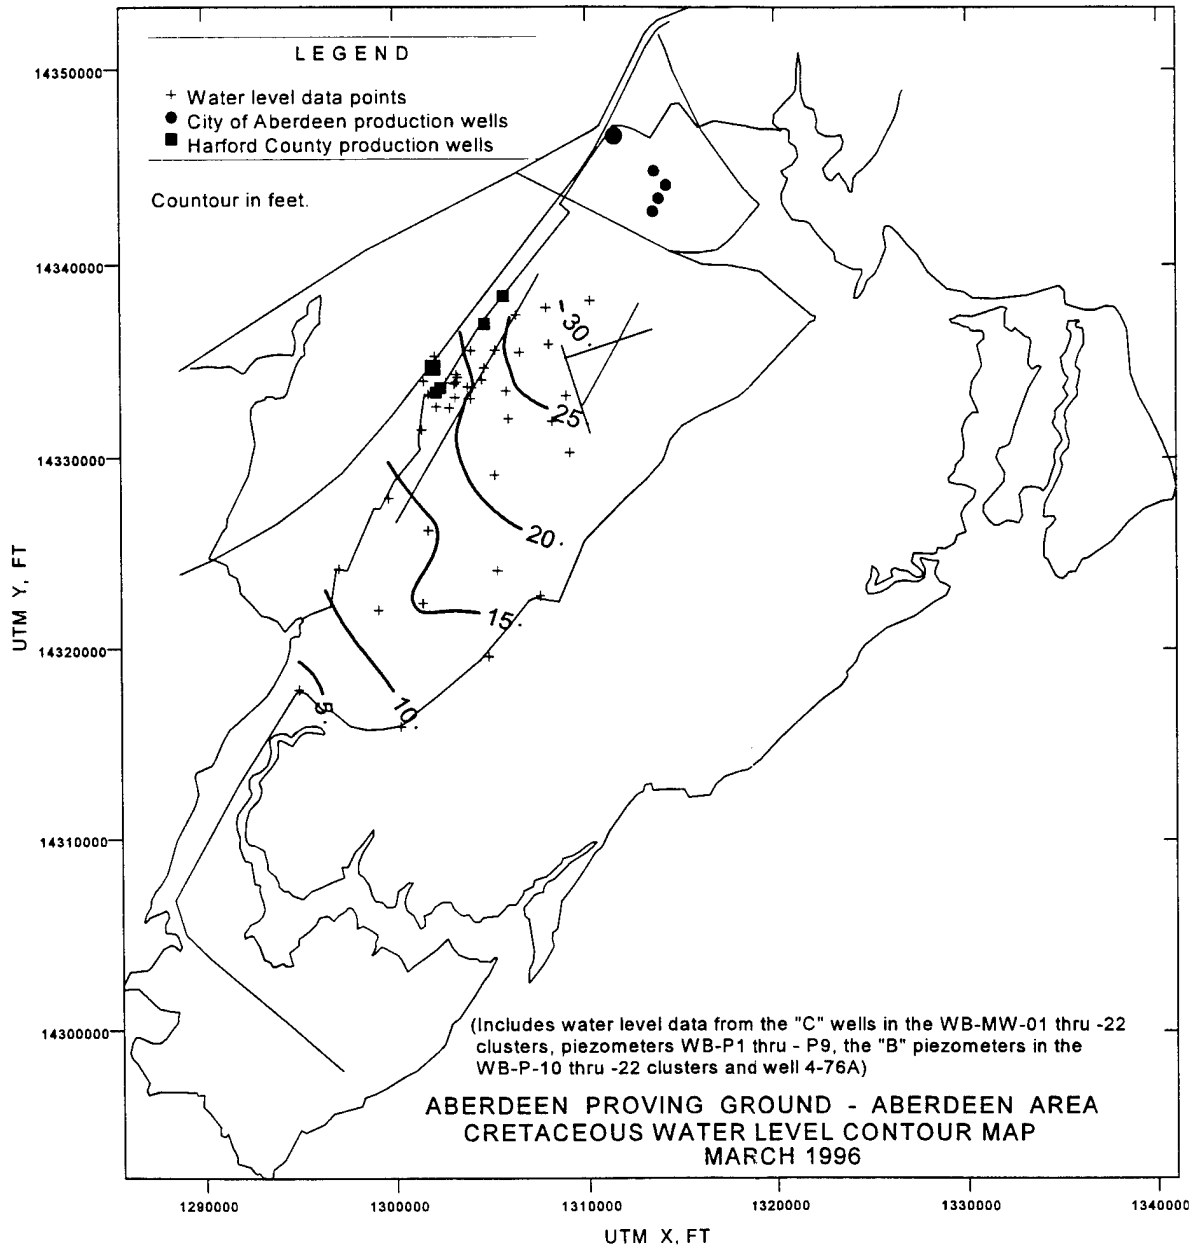 LEGEND
+ Water level data points
● City of Aberdeen production wells
■ Harford County production wells
Countour in feet.
14350000
14340000
14330000
14320000
14310000
14300000
UTM Y, FT
30.
25
20.
15.
10.
5.
(Includes water level data from the "C" wells in the WB-MW-01 thru -22
clusters, piezometers WB-P1 thru - P9, the "B" piezometers in the
WB-P-10 thru -22 clusters and well 4-76A)
ABERDEEN PROVING GROUND - ABERDEEN AREA
CRETACEOUS WATER LEVEL CONTOUR MAP
MARCH 1996
1290000 1300000 1310000 1320000 1330000 1340000
UTM X, FT